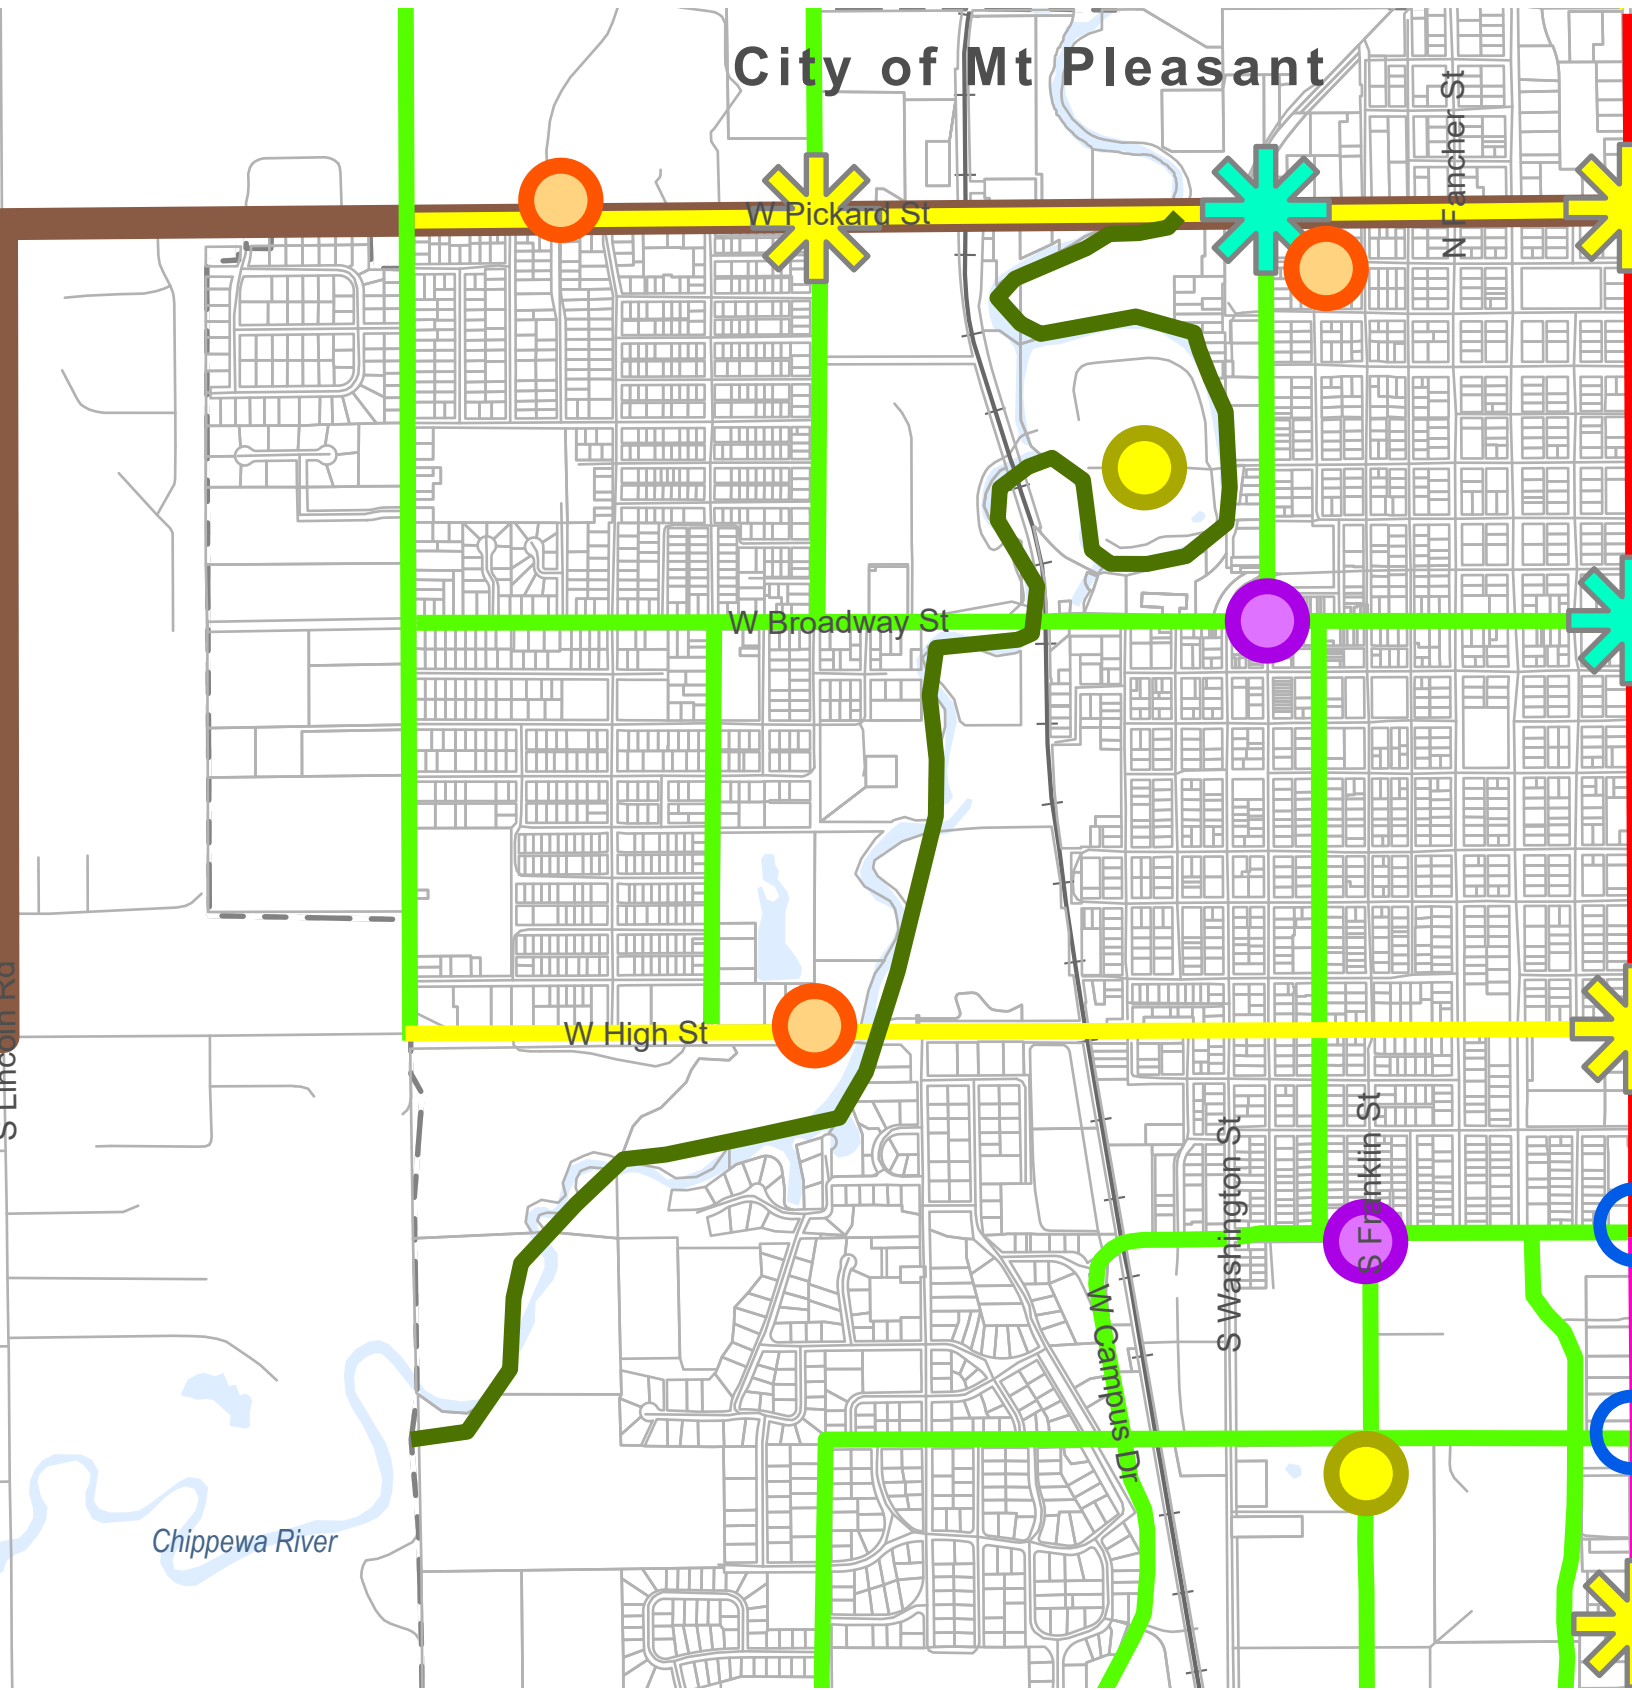 City of Mt Pleasant
N Fancher St
W Pickard St
W Broadway St
S Lincoln Rd
W High St
S Franklin St
S Washington St
W Campus Dr
Chippewa River